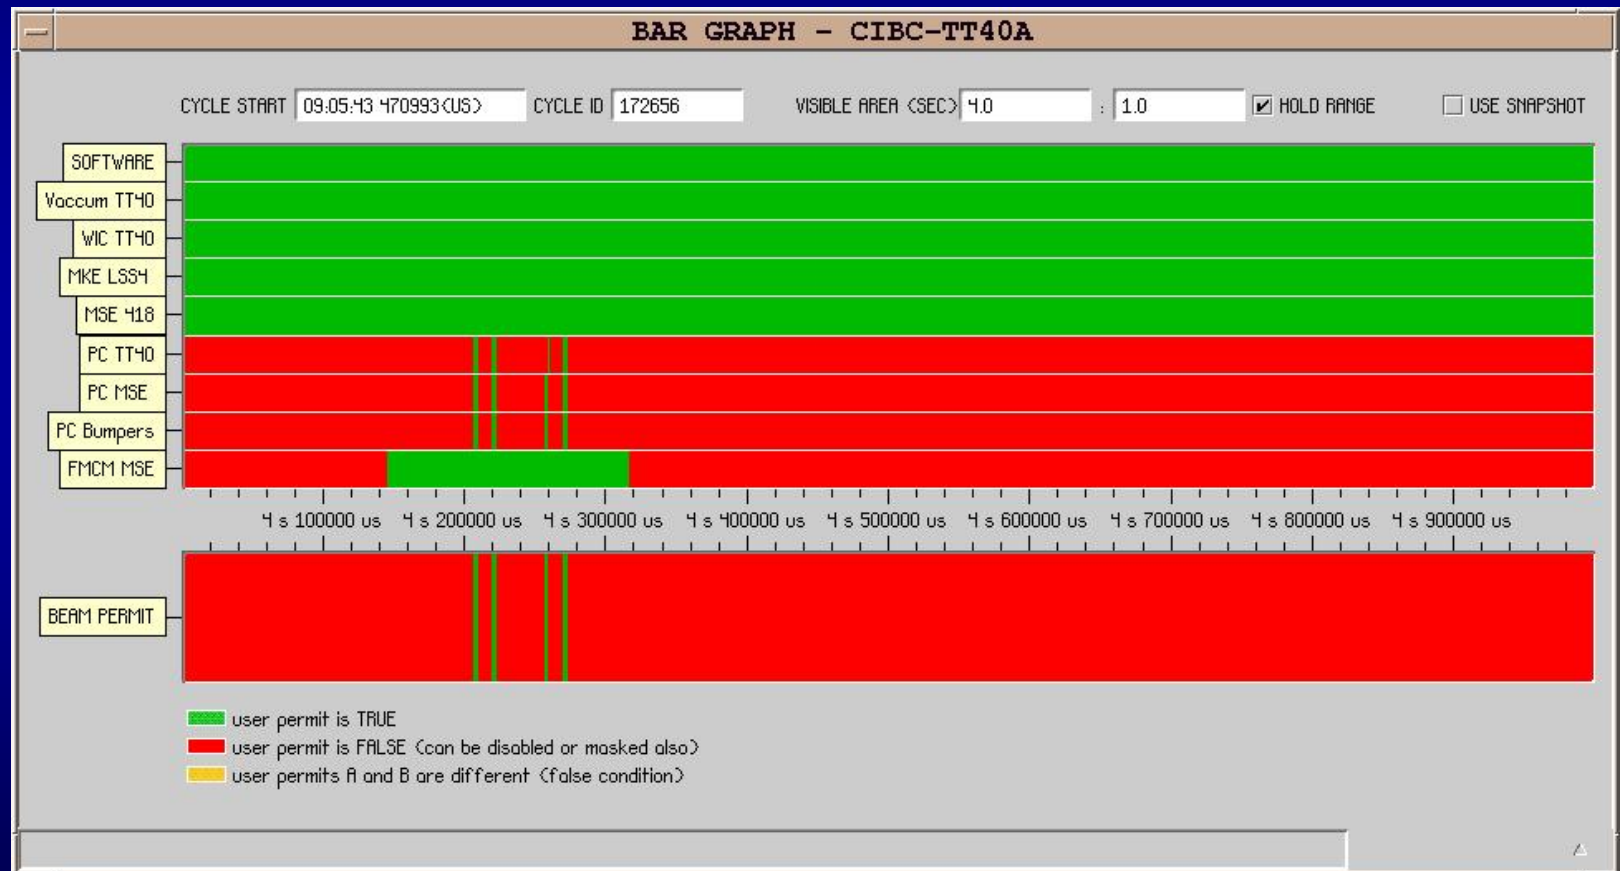 BAR GRAPH - CIBC-TT40A
CYCLE START 09:05:43 470993(US) CYCLE ID 172656 VISIBLE AREA (SEC) 4.0 : 1.0 HOLD RANGE USE SNAPSHOT
SOFTWARE
Vaccum TT40
WIC TT40
MKE LSS4
MSE 418
PC TT40
PC MSE
PC Bumpers
FMCM MSE
4 s 100000 us 4 s 200000 us 4 s 300000 us 4 s 400000 us 4 s 500000 us 4 s 600000 us 4 s 700000 us 4 s 800000 us 4 s 900000 us
BEAM PERMIT
user permit is TRUE
user permit is FALSE (can be disabled or masked also)
user permits A and B are different (false condition)